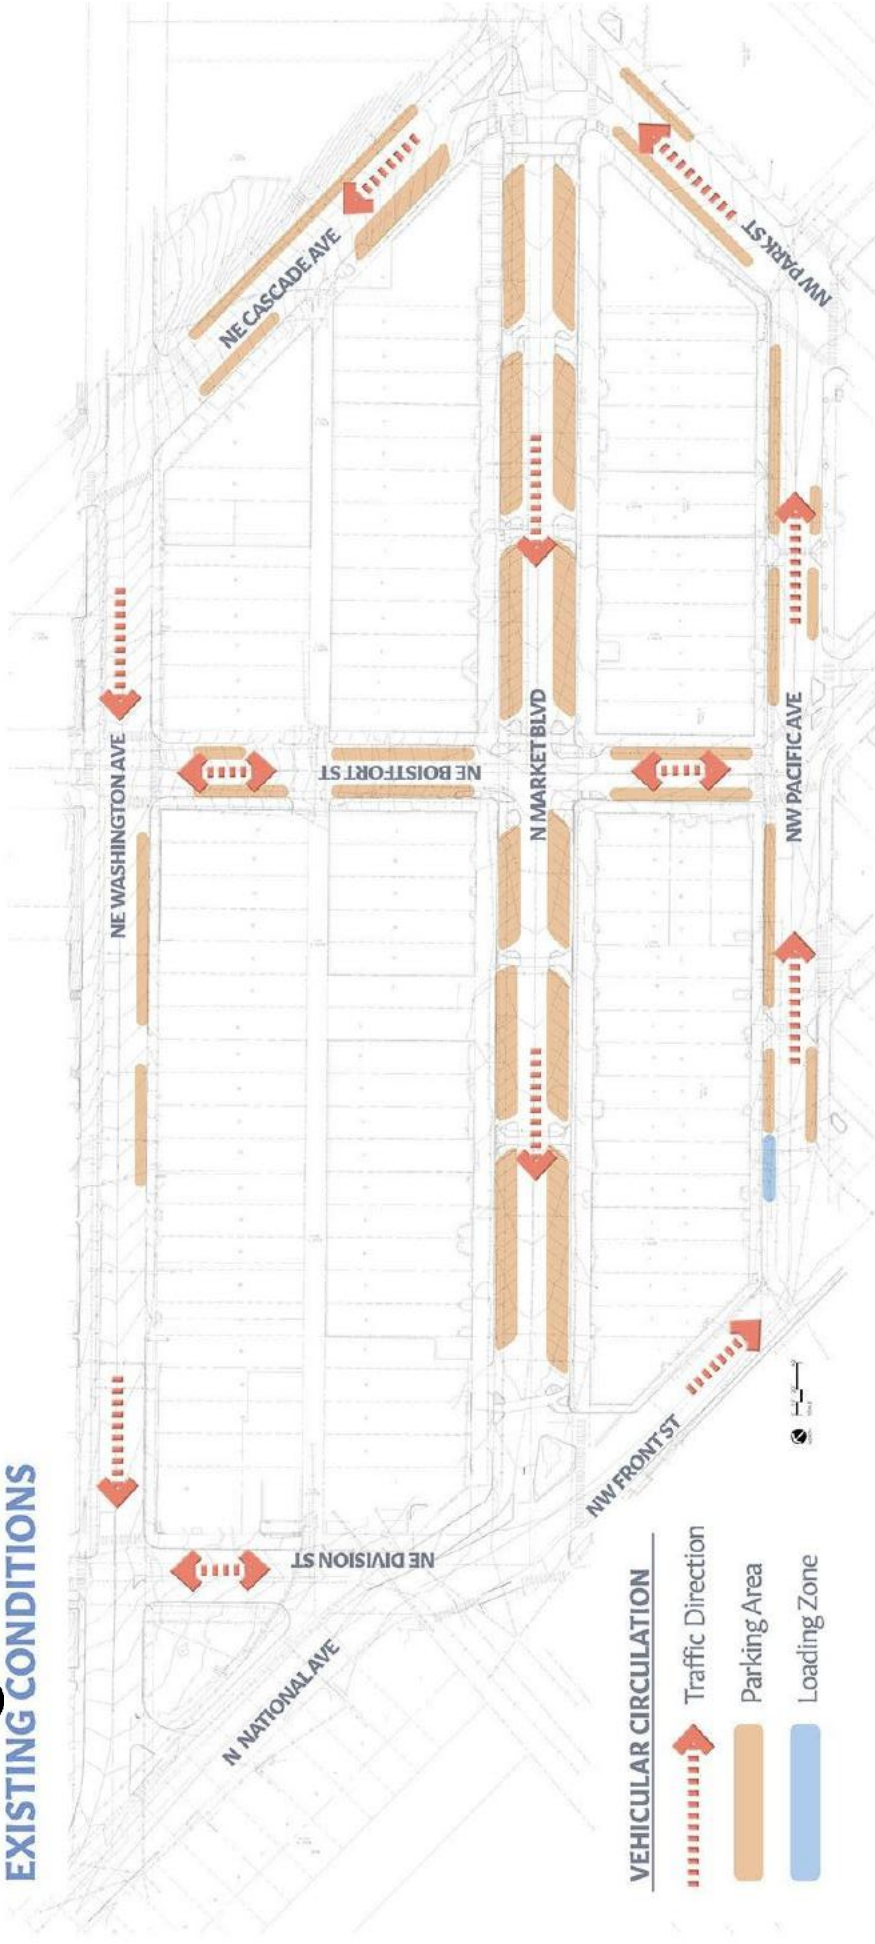 EXISTING CONDITIONS
NE WASHINGTON AVE
NE CASCADE AVE
N NATIONAL AVE
NE DIVISION ST
NE BOISTFORT ST
N MARKET BLVD
NW FRONT ST
NW PACIFIC AVE
NW PARK ST
VEHICULAR CIRCULATION
Traffic Direction
Parking Area
Loading Zone